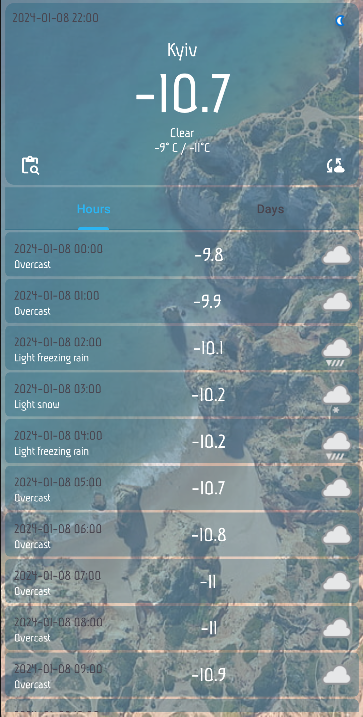 2024-01-08 22:00
Kyiv
-10.7
Clear
-9° C / -11°C
Hours Days
2024-01-08 00:00
Overcast
-9.8
2024-01-08 01:00
Overcast
-9.9
2024-01-08 02:00
Light freezing rain
-10.1
2024-01-08 03:00
Light snow
-10.2
2024-01-08 04:00
Light freezing rain
-10.2
2024-01-08 05:00
Overcast
-10.7
2024-01-08 06:00
Overcast
-10.8
2024-01-08 07:00
Overcast
-11
2024-01-08 08:00
Overcast
-11
2024-01-08 09:00
Overcast
-10.9